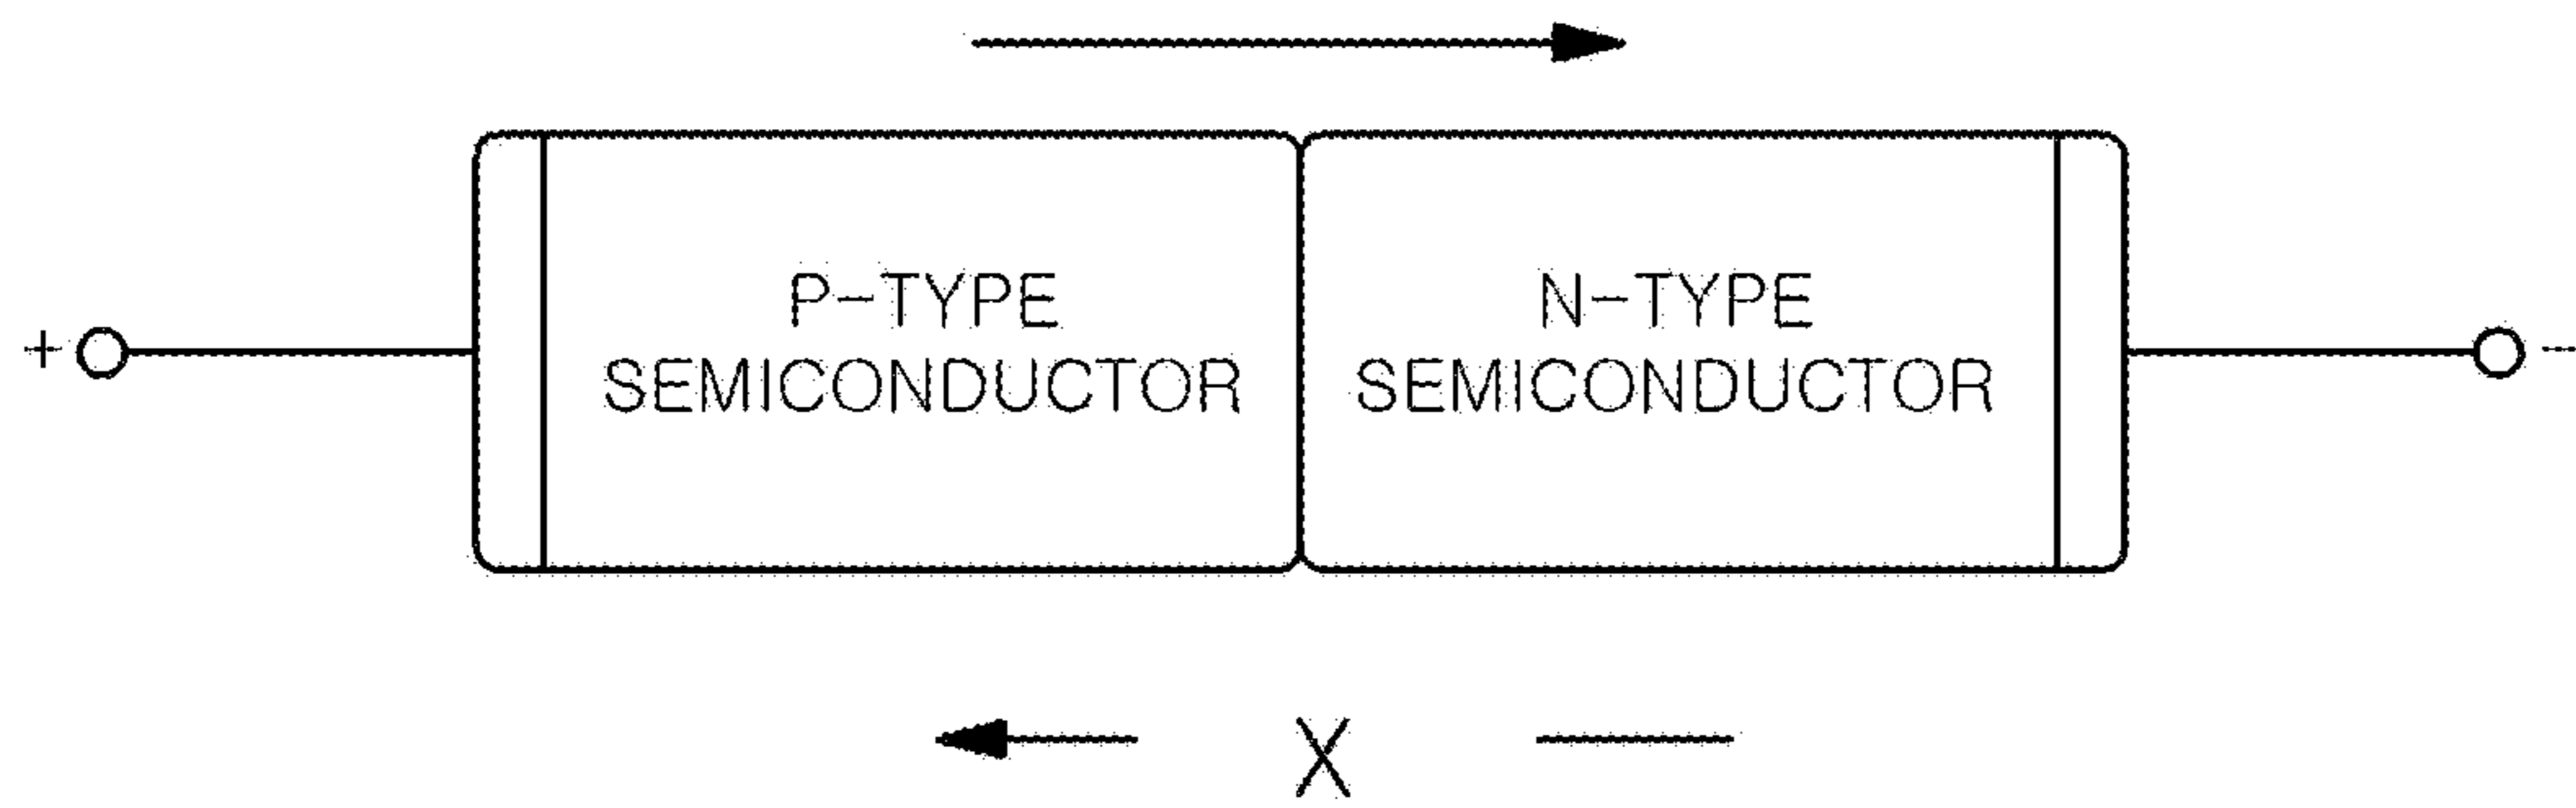 P-TYPE
SEMICONDUCTOR
N-TYPE
SEMICONDUCTOR
+
-
X